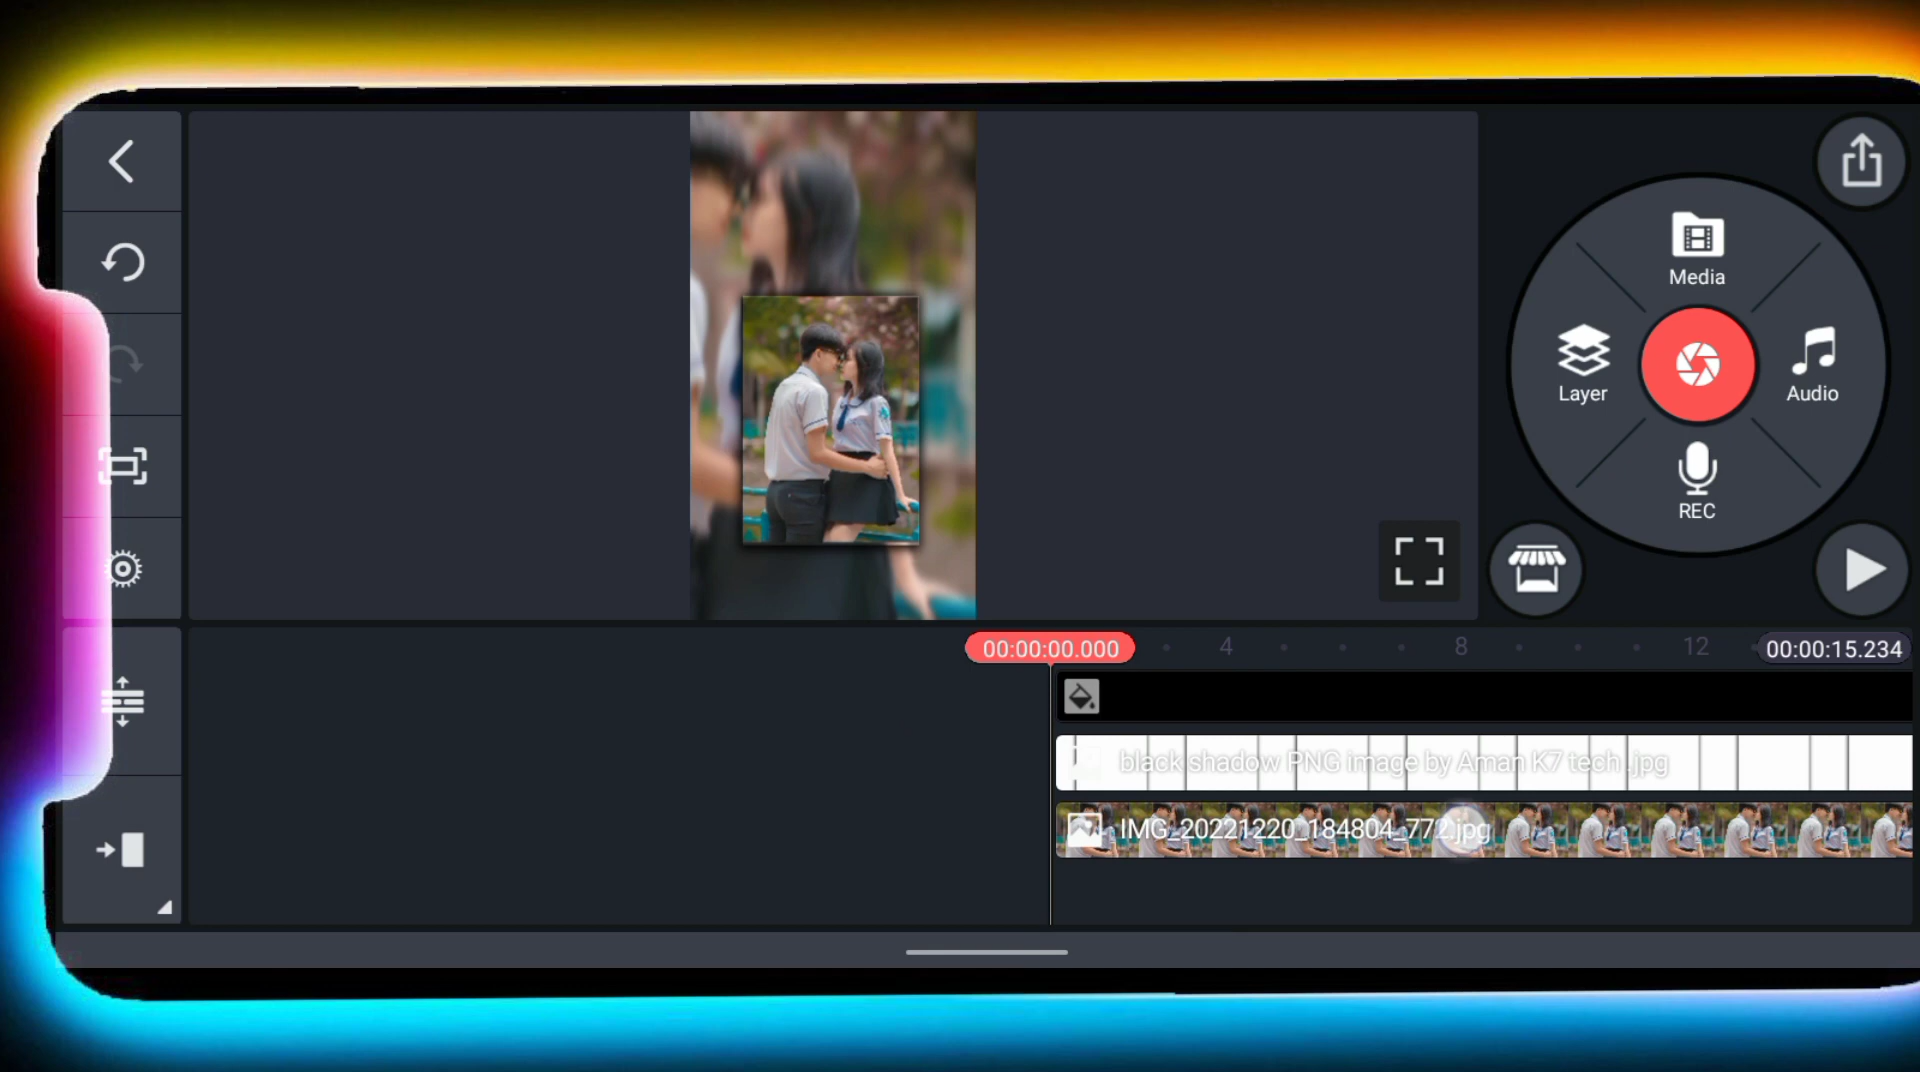 Media
Layer
Audio
REC
00:00:00.000
4
8
12
00:00:15.234
black shadow PNG image by Aman K7 tech .jpg
IMG_20221220_184804_772.jpg